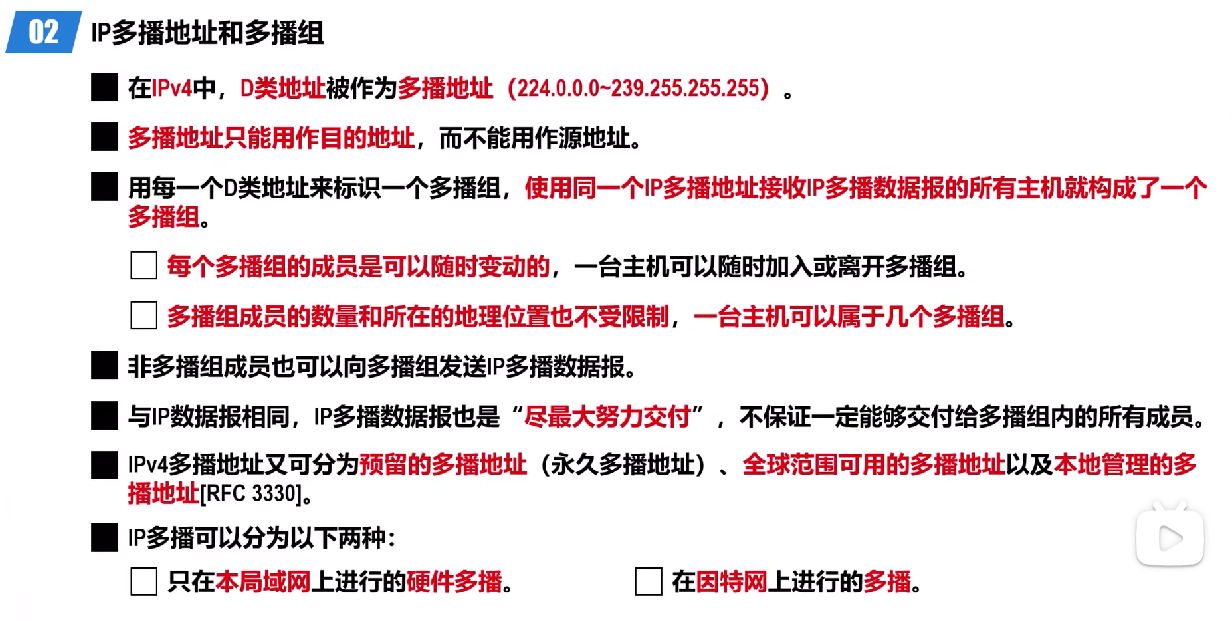 02 IP多播地址和多播组
在IPv4中，D类地址被作为多播地址（224.0.0.0~239.255.255.255）。
多播地址只能用作目的地址，而不能用作源地址。
用每一个D类地址来标识一个多播组，使用同一个IP多播地址接收IP多播数据报的所有主机就构成了一个
多播组。
每个多播组的成员是可以随时变动的，一台主机可以随时加入或离开多播组。
多播组成员的数量和所在的地理位置也不受限制，一台主机可以属于几个多播组。
非多播组成员也可以向多播组发送IP多播数据报。
与IP数据报相同，IP多播数据报也是“尽最大努力交付”，不保证一定能够交付给多播组内的所有成员。
IPv4多播地址又可分为预留的多播地址（永久多播地址）、全球范围可用的多播地址以及本地管理的多
播地址[RFC 3330]。
IP多播可以分为以下两种：
只在本局域网上进行的硬件多播。 在因特网上进行的多播。